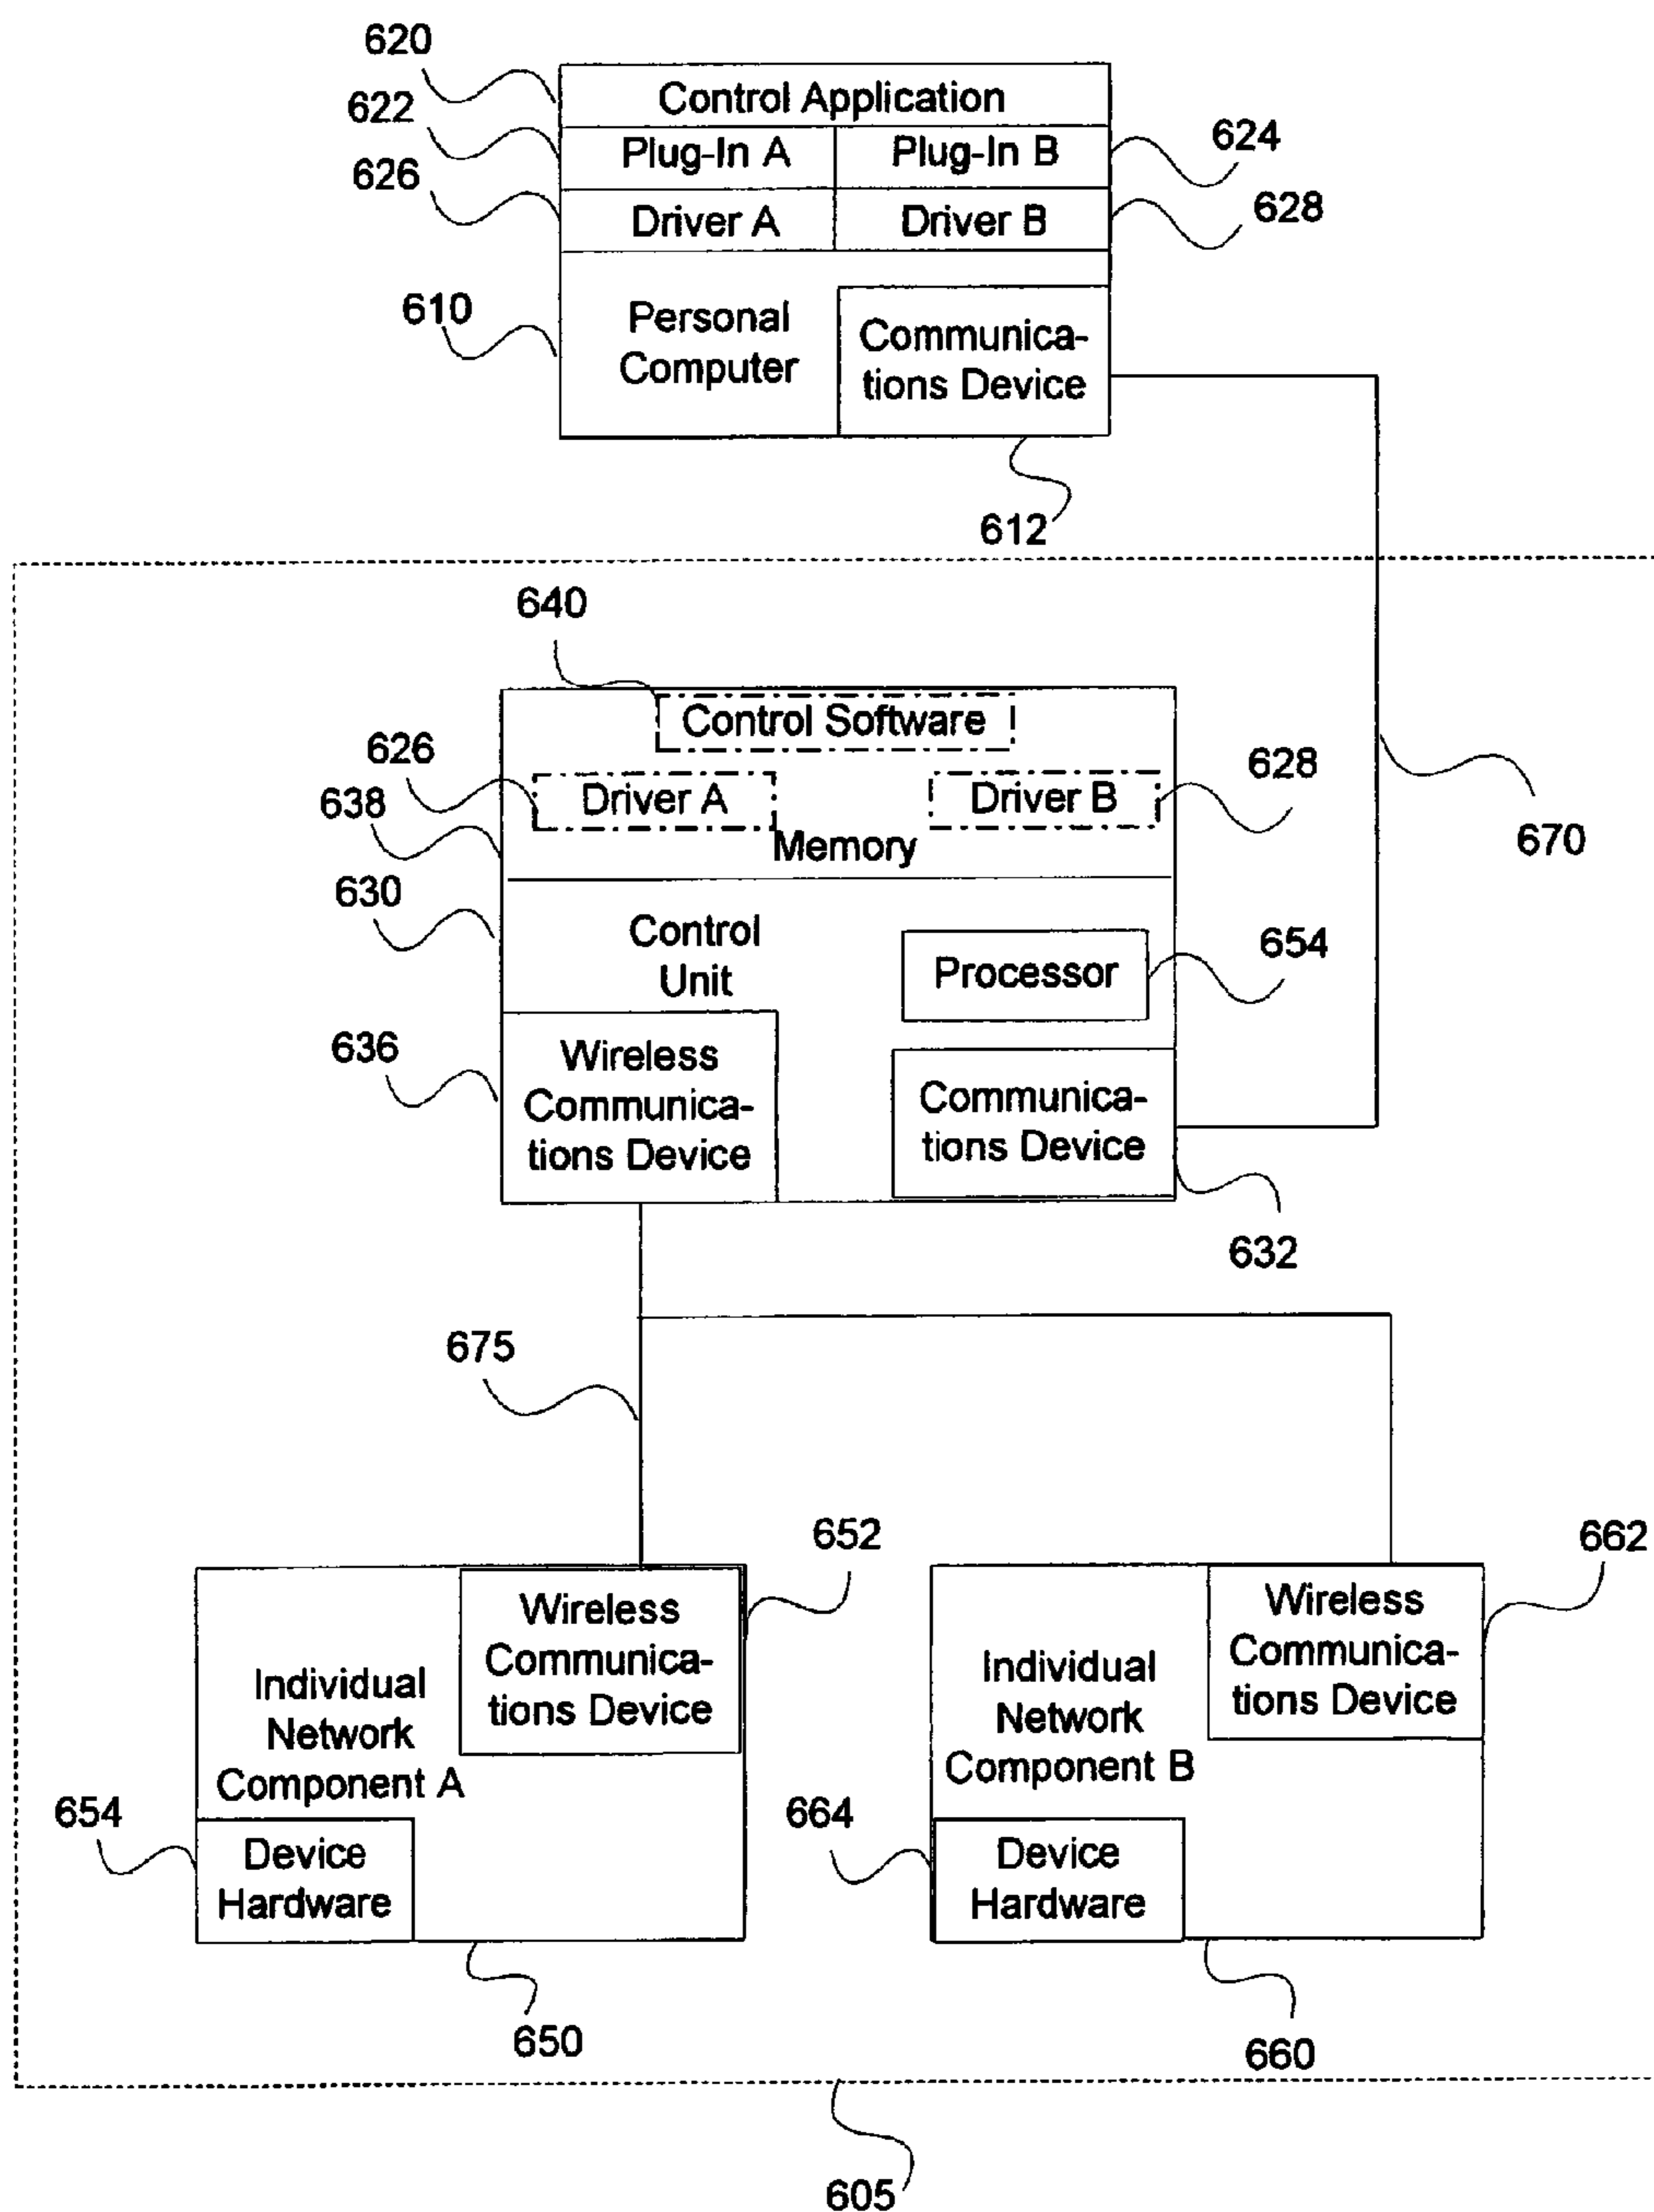 620
Control Application
622
Plug-In A
Plug-In B
624
626
Driver A
Driver B
628
610
Personal
Computer
Communica-
tions Device
612
640
Control Software
626
Driver A
Driver B
628
638
Memory
670
630
Control
Unit
Processor
654
636
Wireless
Communica-
tions Device
Communica-
tions Device
632
675
652
662
Wireless
Communica-
tions Device
Individual
Network
Component A
654
Device
Hardware
650
Wireless
Communica-
tions Device
Individual
Network
Component B
664
Device
Hardware
660
605